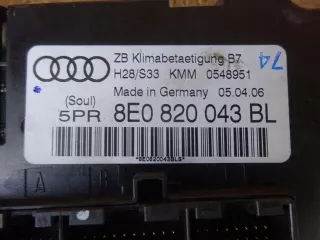 74
ZB Klimabetaetigung B7
H28/S33 KMM 0548951
Made in Germany 05.04.06
(Soul)
5PR 8E0 820 043 BL
*8E0820043BLS*
A B